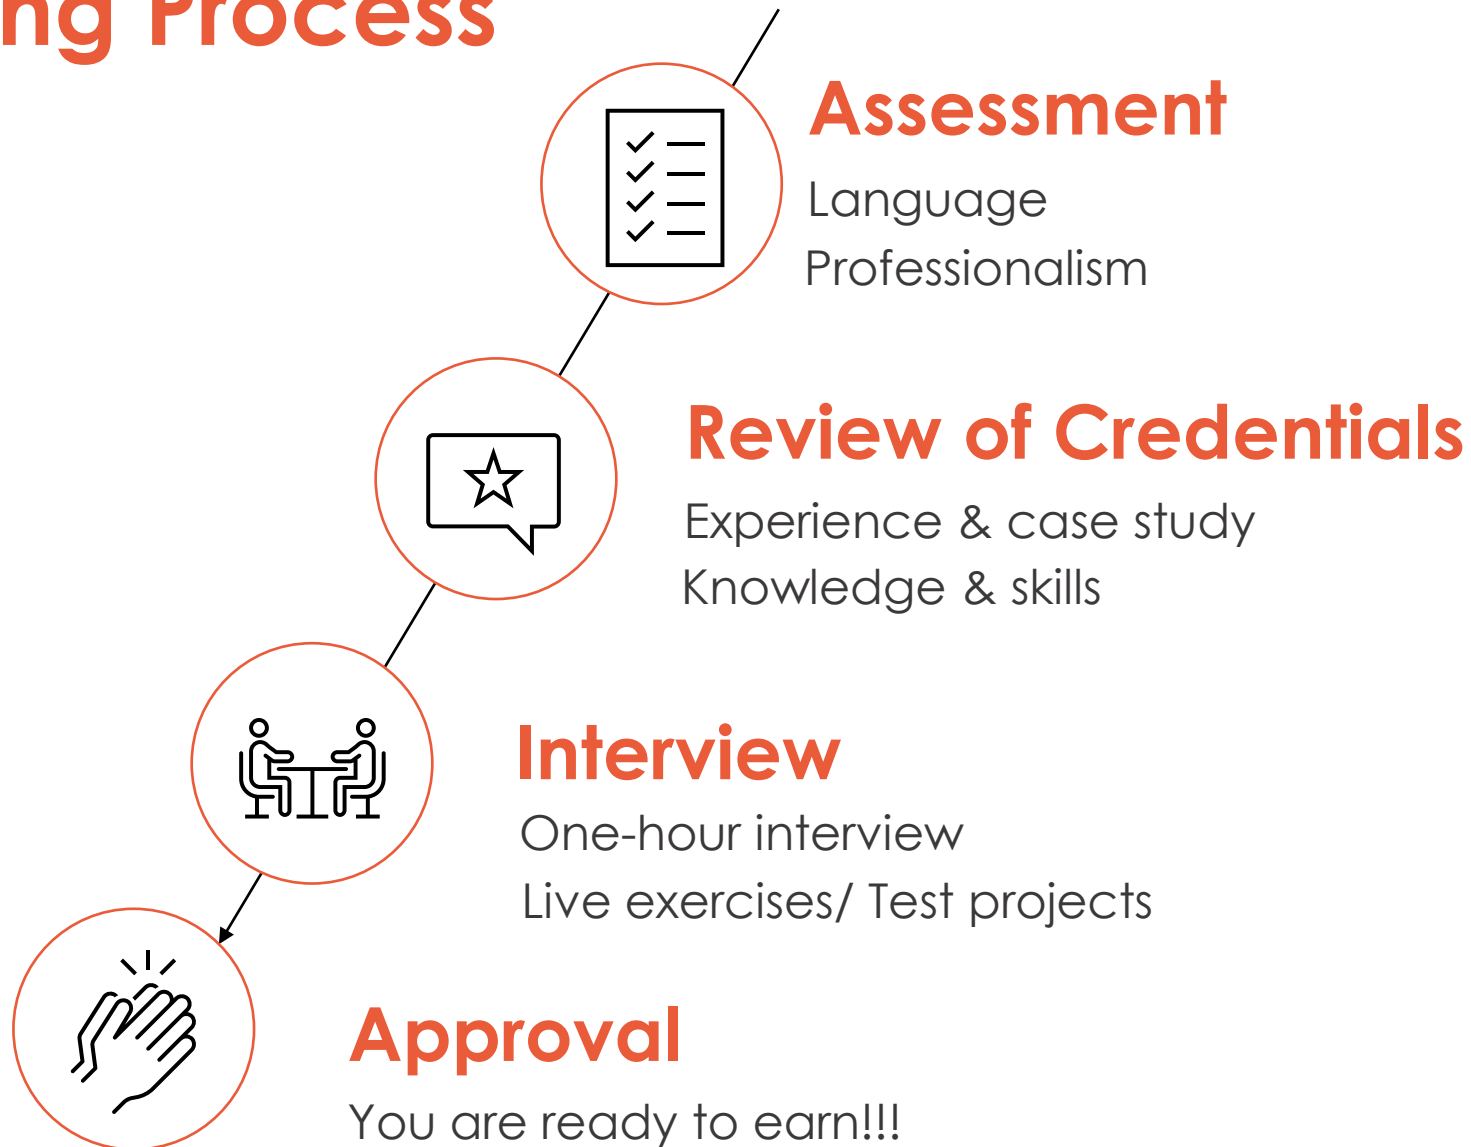 ng Process
Assessment
Language
Professionalism
Review of Credentials
Experience & case study
Knowledge & skills
Interview
One-hour interview
Live exercises/ Test projects
Approval
You are ready to earn!!!